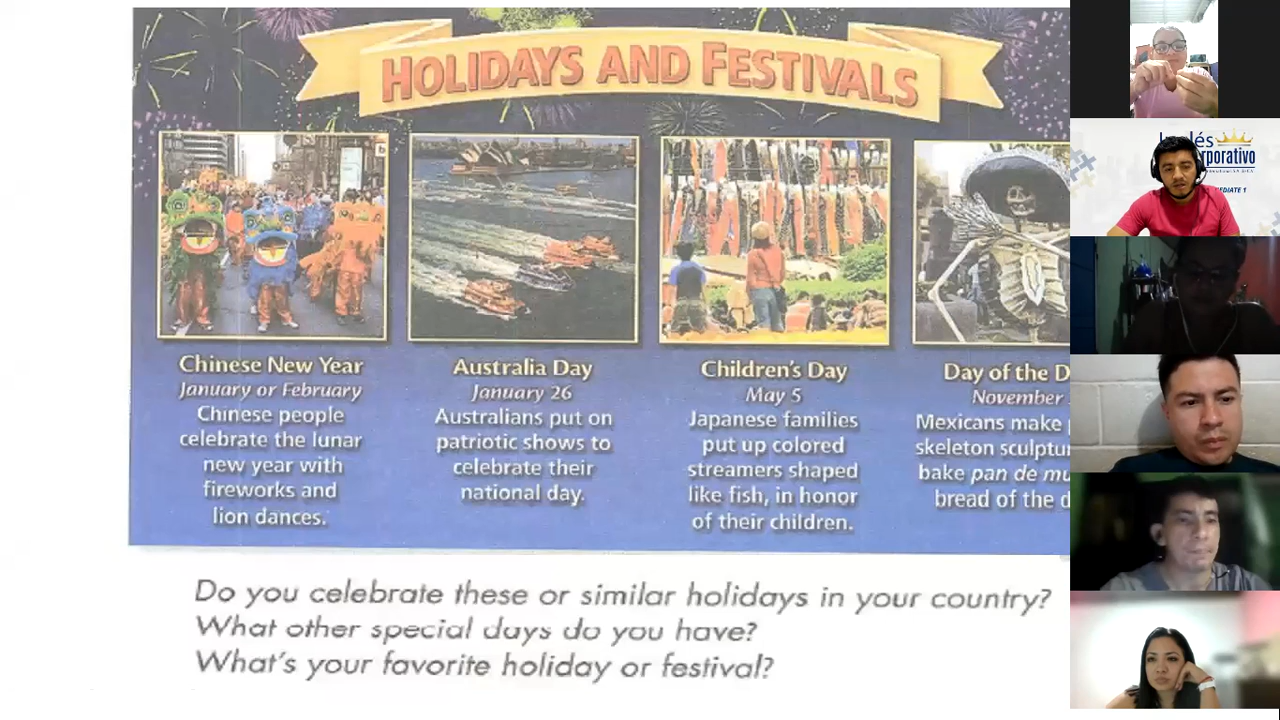 HOLIDAYS AND FESTIVALS
Chinese New Year
January or February
Chinese people
celebrate the lunar
new year with
fireworks and
lion dances.
Australia Day
January 26
Australians put on
patriotic shows to
celebrate their
national day.
Children's Day
May 5
Japanese families
put up colored
streamers shaped
like fish, in honor
of their children.
Day of the D
November
Mexicans make
skeleton sculptu
bake pan de mu
bread of the d
Do you celebrate these or similar holidays in your country?
What other special days do you have?
What's your favorite holiday or festival?
Inglés
rporativo
EDIATE 1